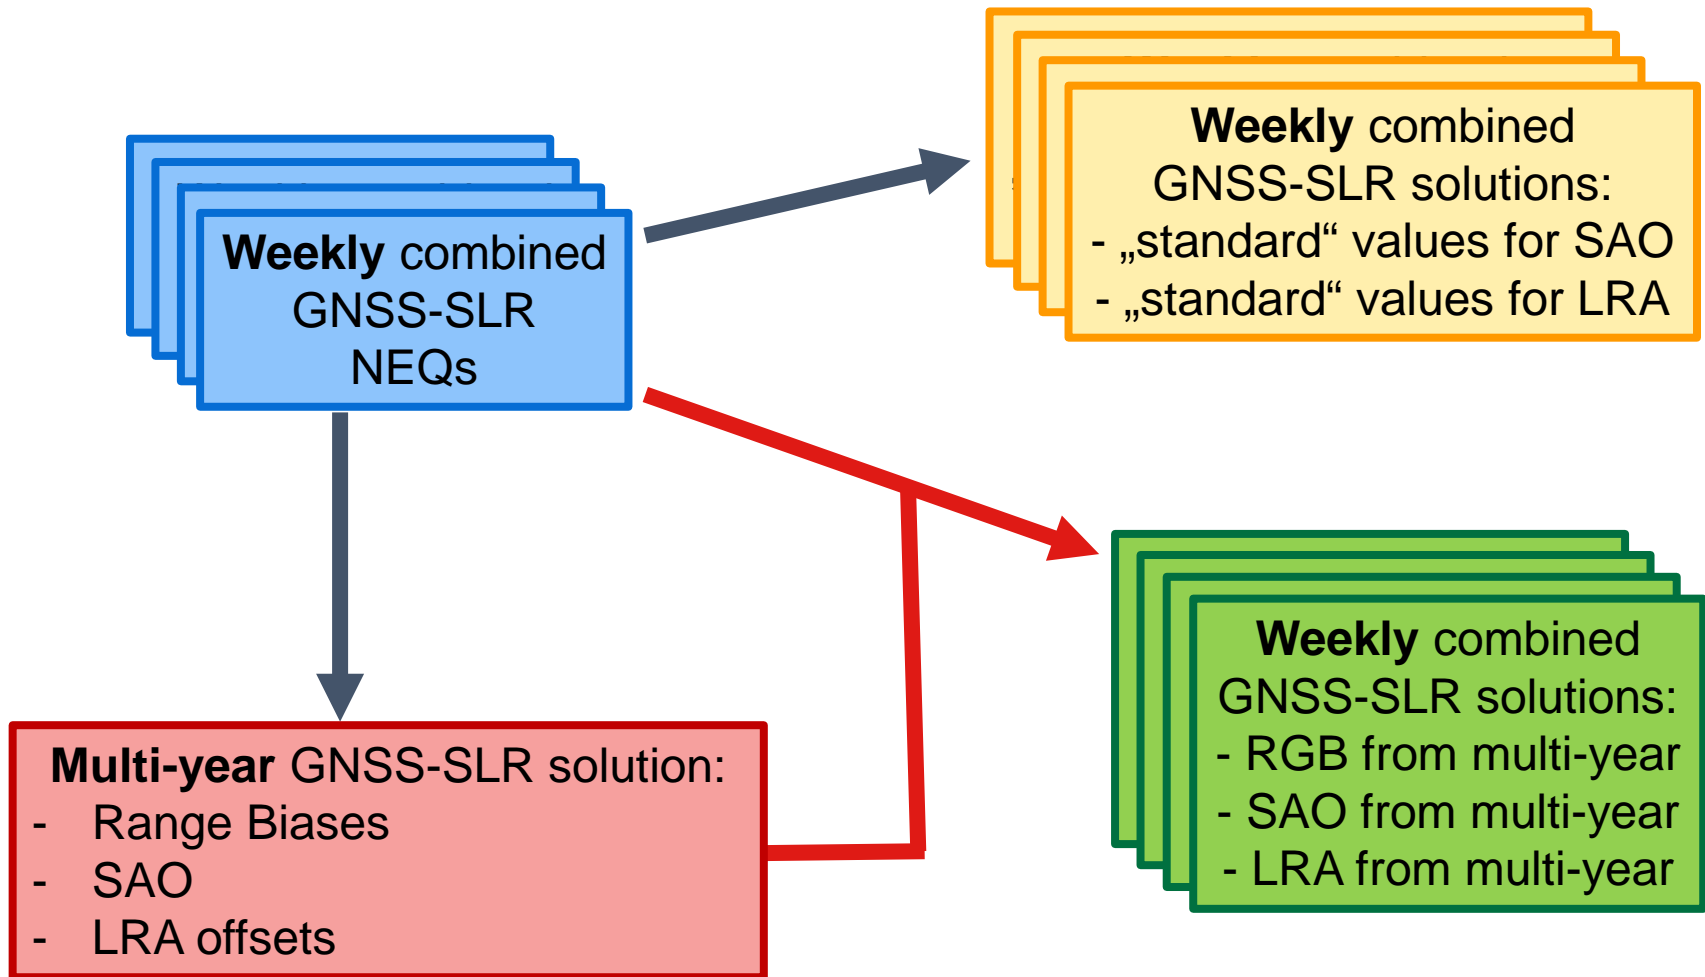 Weekly combined
GNSS-SLR
NEQs
Weekly combined
GNSS-SLR solutions:
- „standard“ values for SAO
- „standard“ values for LRA
Multi-year GNSS-SLR solution:
- Range Biases
- SAO
- LRA offsets
Weekly combined
GNSS-SLR solutions:
- RGB from multi-year
- SAO from multi-year
- LRA from multi-year